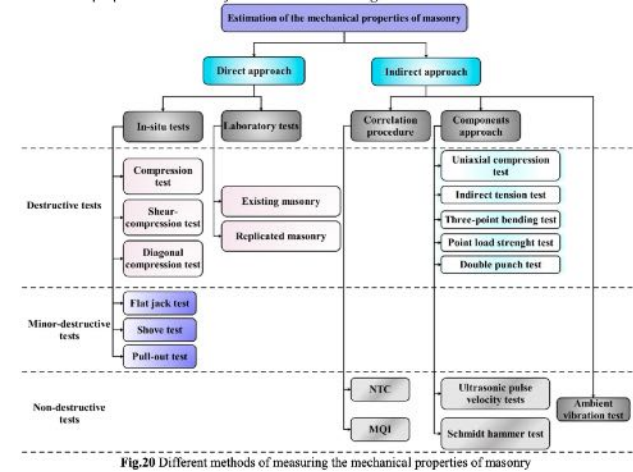 Estimation of the mechanical properties of masonry
Direct approach
Indirect approach
In-situ tests
Laboratory tests
Correlation
procedure
Components
approach
Destructive tests
Compression
test
Shear-
compression test
Diagonal
compression test
Existing masonry
Replicated masonry
Uniaxial compression
test
Indirect tension test
Three-point bending test
Point load strenght test
Double punch test
Minor-destructive
tests
Flat jack test
Shove test
Pull-out test
Non-destructive
tests
NTC
MQI
Ultrasonic pulse
velocity tests
Schmidt hammer test
Ambient
vibration test
Fig.20 Different methods of measuring the mechanical properties of masonry